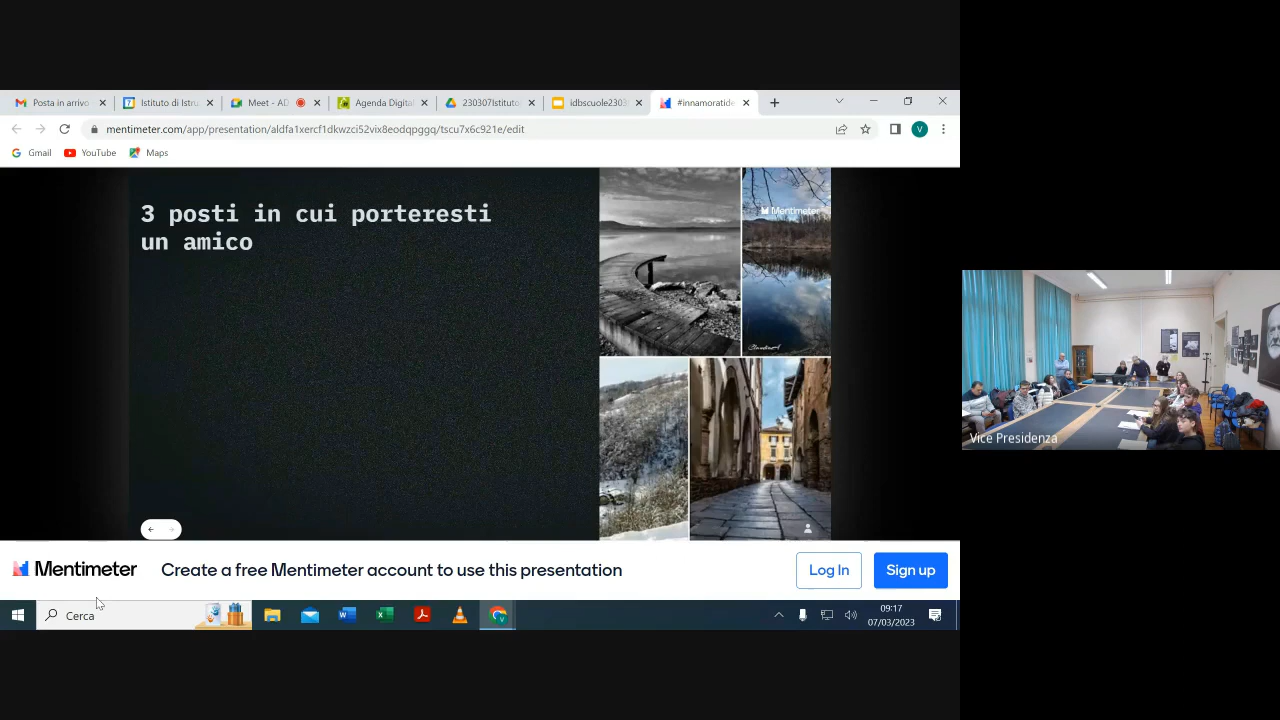 Posta in arrivo
Istituto di Istru
Meet - AD
Agenda Digital
230307Istituto
idbscuole2303
#innamoratide
mentimeter.com/app/presentation/aldfa1xercf1dkwzci52vix8eodqpggq/tscu7x6c921e/edit
V
Gmail
YouTube
Maps
3 posti in cui porteresti
un amico
Mentimeter
Vice Presidenza
Mentimeter
Create a free Mentimeter account to use this presentation
Log In
Sign up
Cerca
09:17
07/03/2023